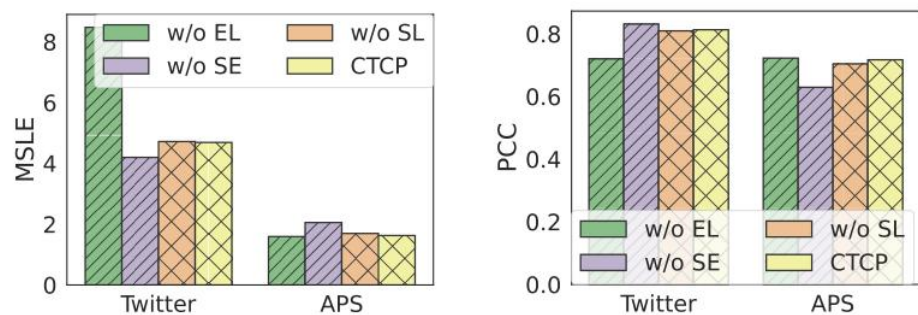 MSLE
8
6
4
2
0
w/o EL
w/o SL
w/o SE
CTCP
Twitter
APS
PCC
0.8
0.6
0.4
0.2
0.0
w/o EL
w/o SL
w/o SE
CTCP
Twitter
APS